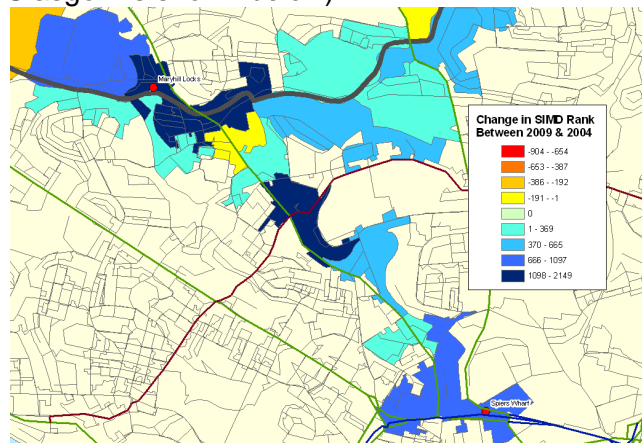 Maryhill Locks
Change in SIMD Rank
Between 2009 & 2004
-904 - -654
-653 - -387
-386 - -192
-191 - -1
0
1 - 369
370 - 665
666 - 1097
1098 - 2149
Spiers Wharf